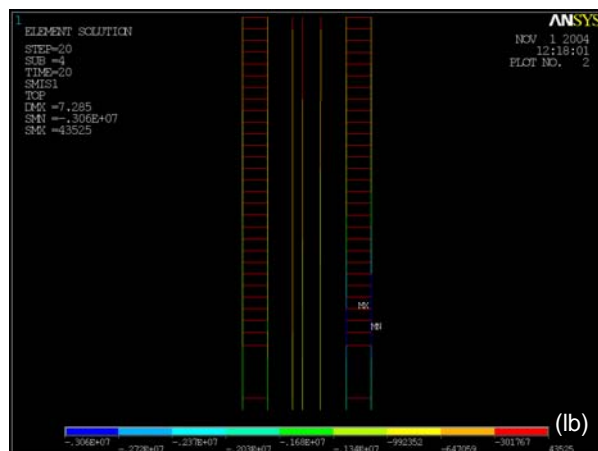 1
ANSYS
ELEMENT SOLUTION
NOV 1 2004
12:18:01
PLOT NO. 2
STEP=20
SUB =4
TIME=20
SMIS1
TOP
DMX =7.285
SMN =-.306E+07
SMX =43525
MX
MN
(lb)
-.306E+07
-.272E+07
-.237E+07
-.203E+07
-.168E+07
-.134E+07
-992352
-647059
-301767
43525